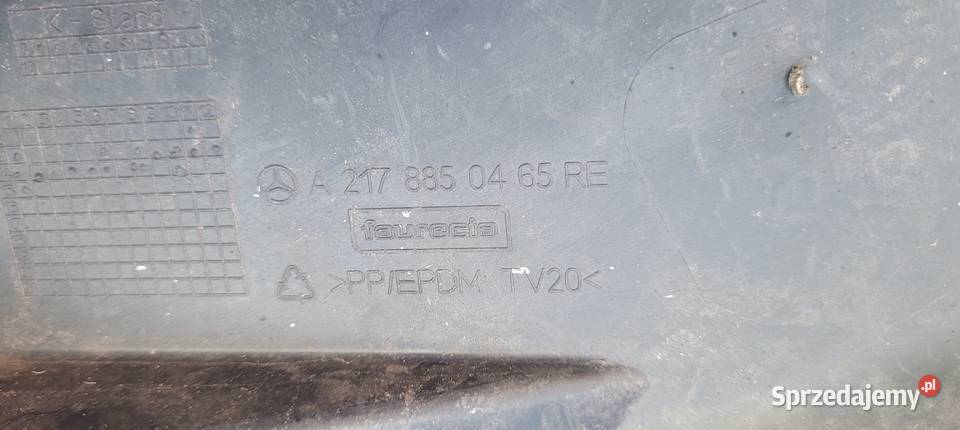 K - Stand
A 217 885 04 65 RE
faurecia
>PP/EPDM TV20<
Sprzedajemy.pl